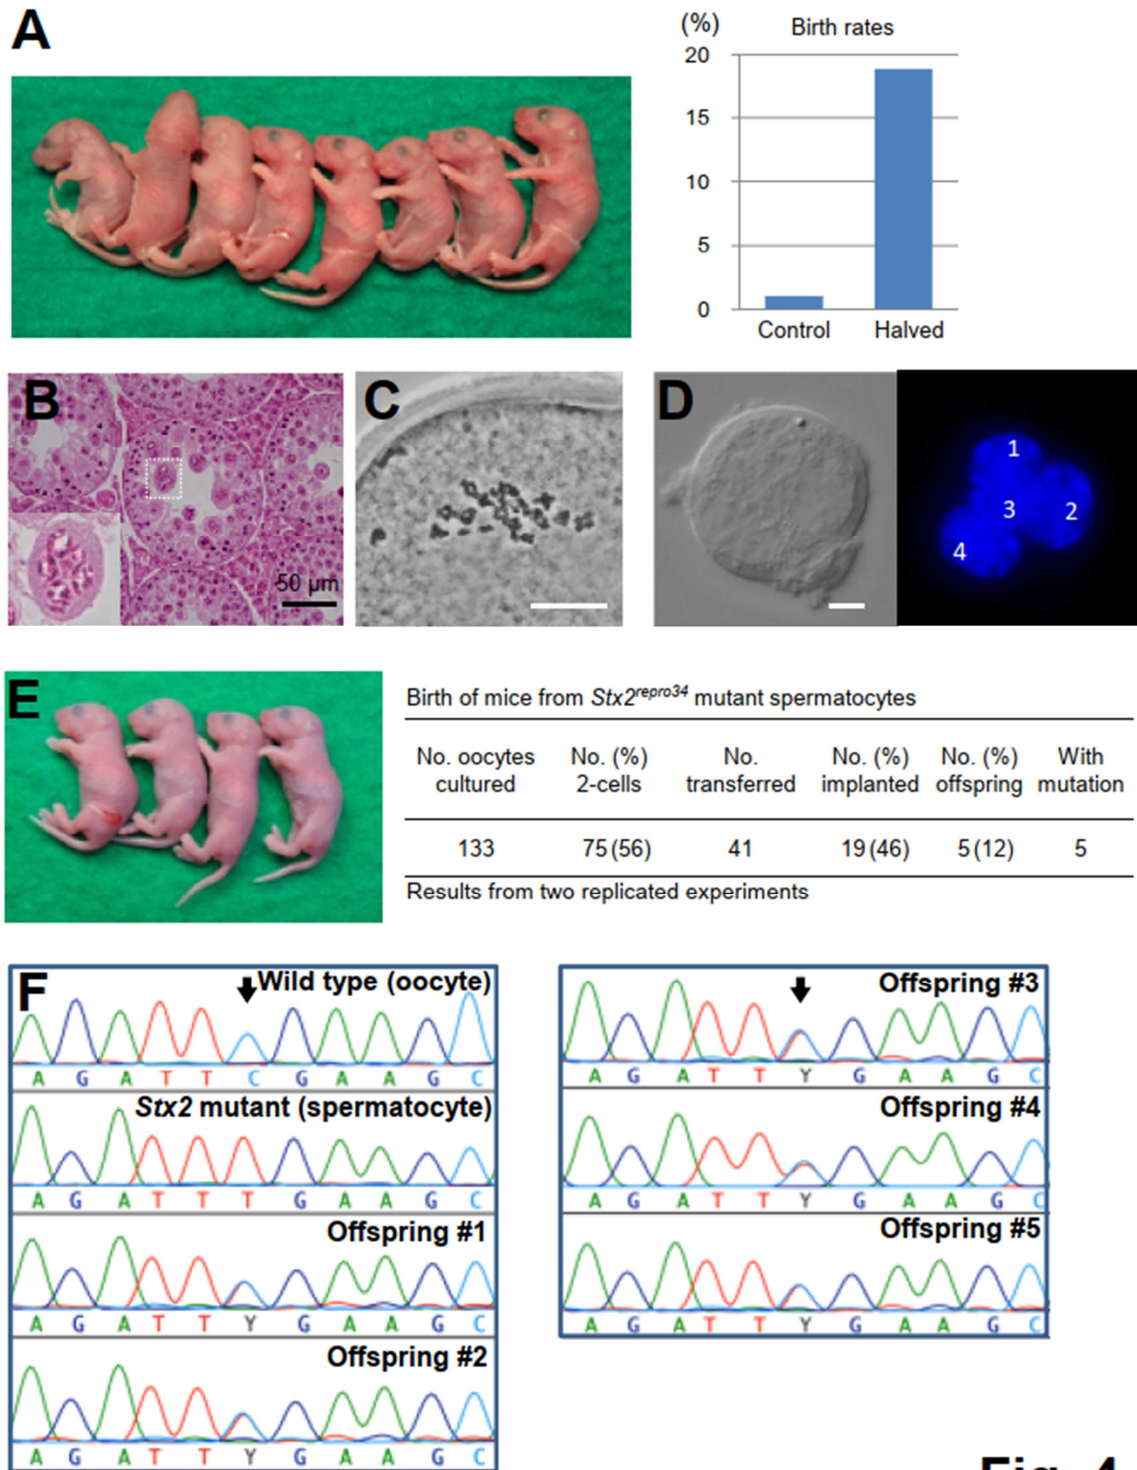 A
(%)
Birth rates
20
15
10
5
0
Control
Halved
B
50 µm
C
D
1
2
3
4
E
Birth of mice from Stx2repro34 mutant spermatocytes
No. oocytes cultured
No. (%) 2-cells
No. transferred
No. (%) implanted
No. (%) offspring
With mutation
133 75 (56) 41 19 (46) 5 (12) 5
Results from two replicated experiments
F
Wild type (oocyte)
A G A T T C G A A G C
Stx2 mutant (spermatocyte)
A G A T T T G A A G C
Offspring #1
A G A T T Y G A A G C
Offspring #2
A G A T T Y G A A G C
Offspring #3
A G A T T Y G A A G C
Offspring #4
A G A T T Y G A A G C
Offspring #5
A G A T T Y G A A G C